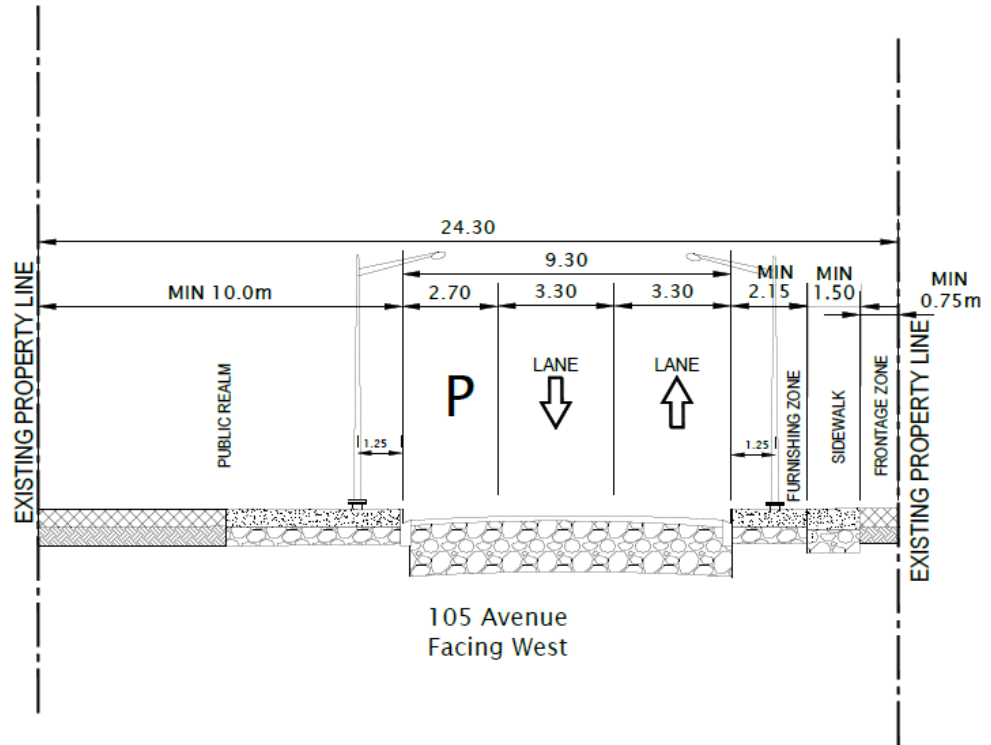 24.30
9.30
MIN 10.0m
2.70
3.30
3.30
MIN
2.15
MIN
1.50
MIN
0.75m
EXISTING PROPERTY LINE
PUBLIC REALM
1.25
P
LANE
LANE
1.25
FURNISHING ZONE
SIDEWALK
FRONTAGE ZONE
EXISTING PROPERTY LINE
105 Avenue
Facing West